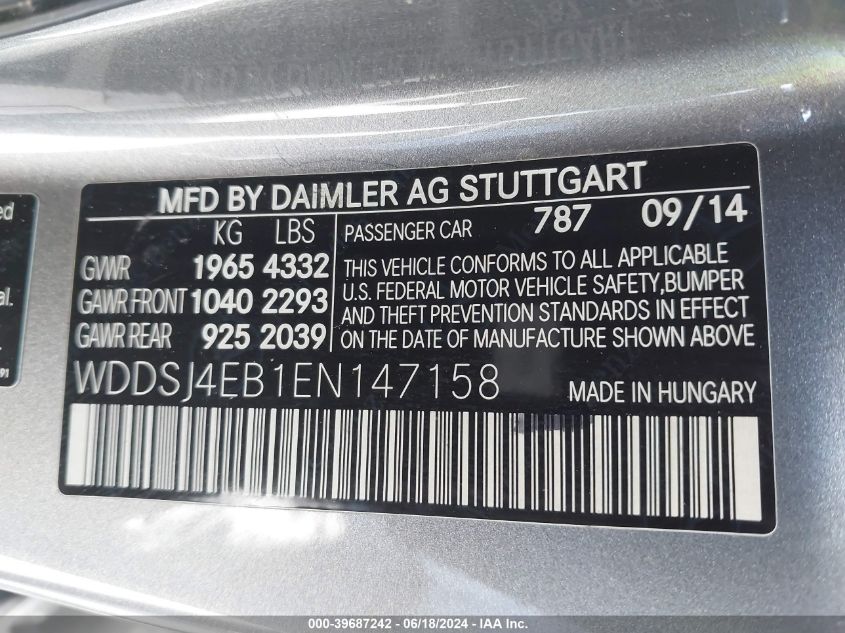 MFD BY DAIMLER AG STUTTGART
KG LBS
GVWR 1965 4332
GAWR FRONT 1040 2293
GAWR REAR 925 2039
PASSENGER CAR 787 09/14
THIS VEHICLE CONFORMS TO ALL APPLICABLE
U.S. FEDERAL MOTOR VEHICLE SAFETY,BUMPER
AND THEFT PREVENTION STANDARDS IN EFFECT
ON THE DATE OF MANUFACTURE SHOWN ABOVE
WDDSJ4EB1EN147158 MADE IN HUNGARY
000-39687242 - 06/18/2024 - IAA Inc.